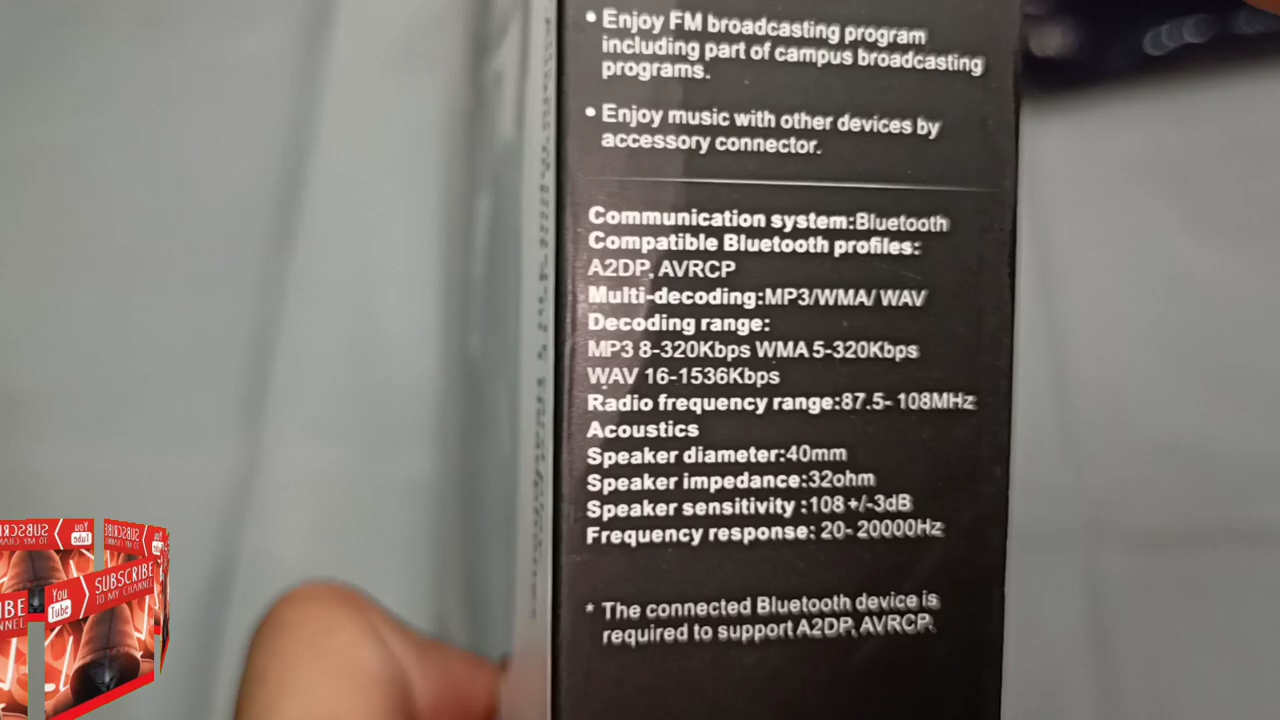 • Enjoy FM broadcasting program
including part of campus broadcasting
programs.
• Enjoy music with other devices by
accessory connector.
Communication system:Bluetooth
Compatible Bluetooth profiles:
A2DP, AVRCP
Multi-decoding:MP3/WMA/ WAV
Decoding range:
MP3 8-320Kbps WMA 5-320Kbps
WAV 16-1536Kbps
Radio frequency range:87.5- 108MHz
Acoustics
Speaker diameter:40mm
Speaker impedance:32ohm
Speaker sensitivity :108 +/-3dB
Frequency response: 20- 20000Hz
* The connected Bluetooth device is
required to support A2DP, AVRCP.
You
Tube
SUBSCRIBE
TO MY CHANNEL